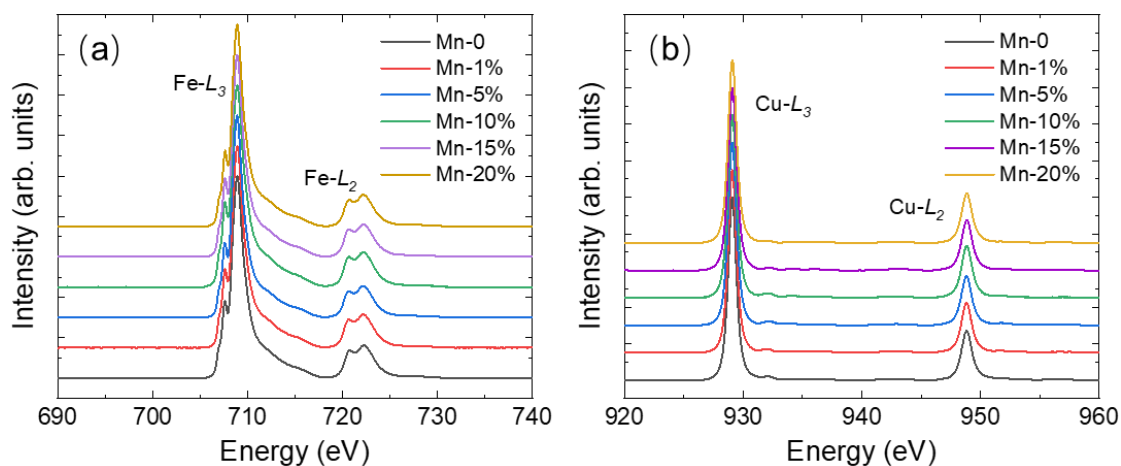 (a)
Fe-L3
Fe-L2
Mn-0
Mn-1%
Mn-5%
Mn-10%
Mn-15%
Mn-20%
Intensity (arb. units)
690 700 710 720 730 740
Energy (eV)
(b)
Cu-L3
Cu-L2
Mn-0
Mn-1%
Mn-5%
Mn-10%
Mn-15%
Mn-20%
Intensity (arb. units)
920 930 940 950 960
Energy (eV)